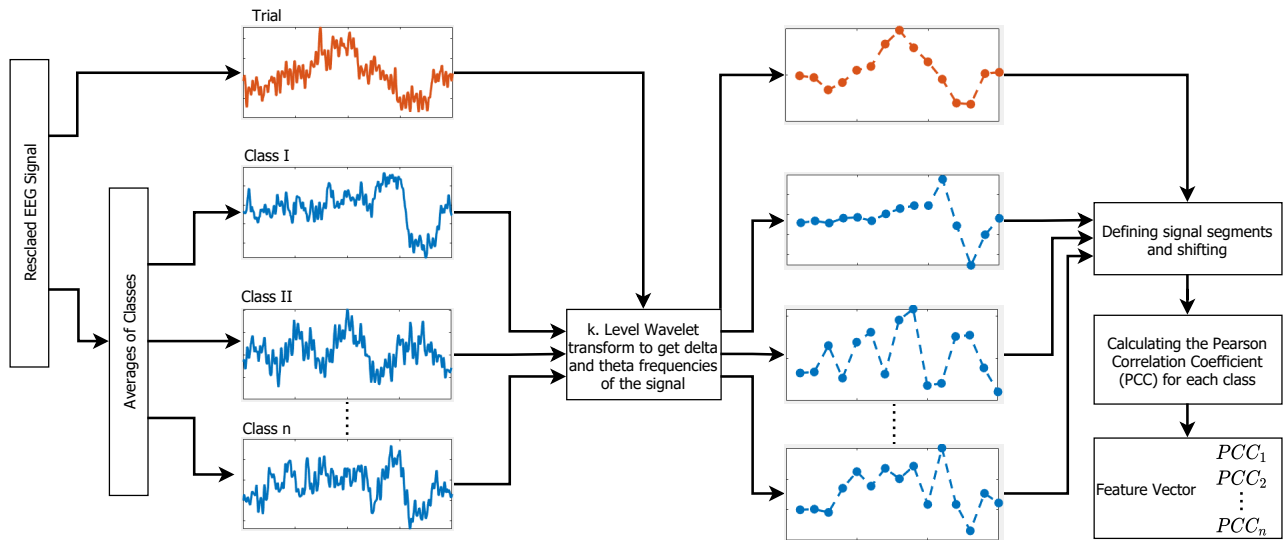 Resclaed EEG Signal
Averages of Classes
Trial
Class I
Class II
Class n
k. Level Wavelet
transform to get delta
and theta frequencies
of the signal
Defining signal segments
and shifting
Calculating the Pearson
Correlation Coefficient
(PCC) for each class
Feature Vector
PCC₁
PCC₂
⋮
PCCₙ